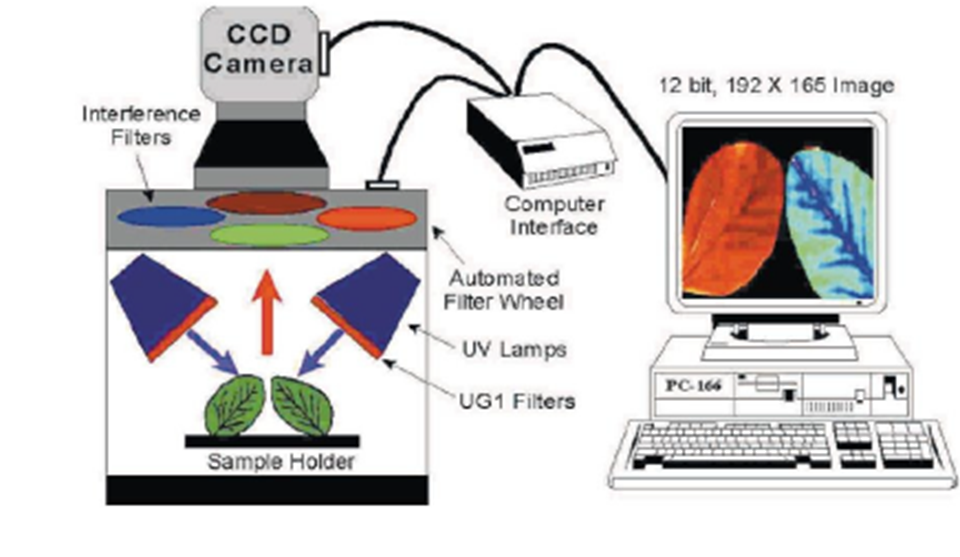 CCD
Camera
12 bit, 192 X 165 Image
Interference
Filters
Computer
Interface
Automated
Filter Wheel
UV Lamps
UG1 Filters
PC-166
Sample Holder